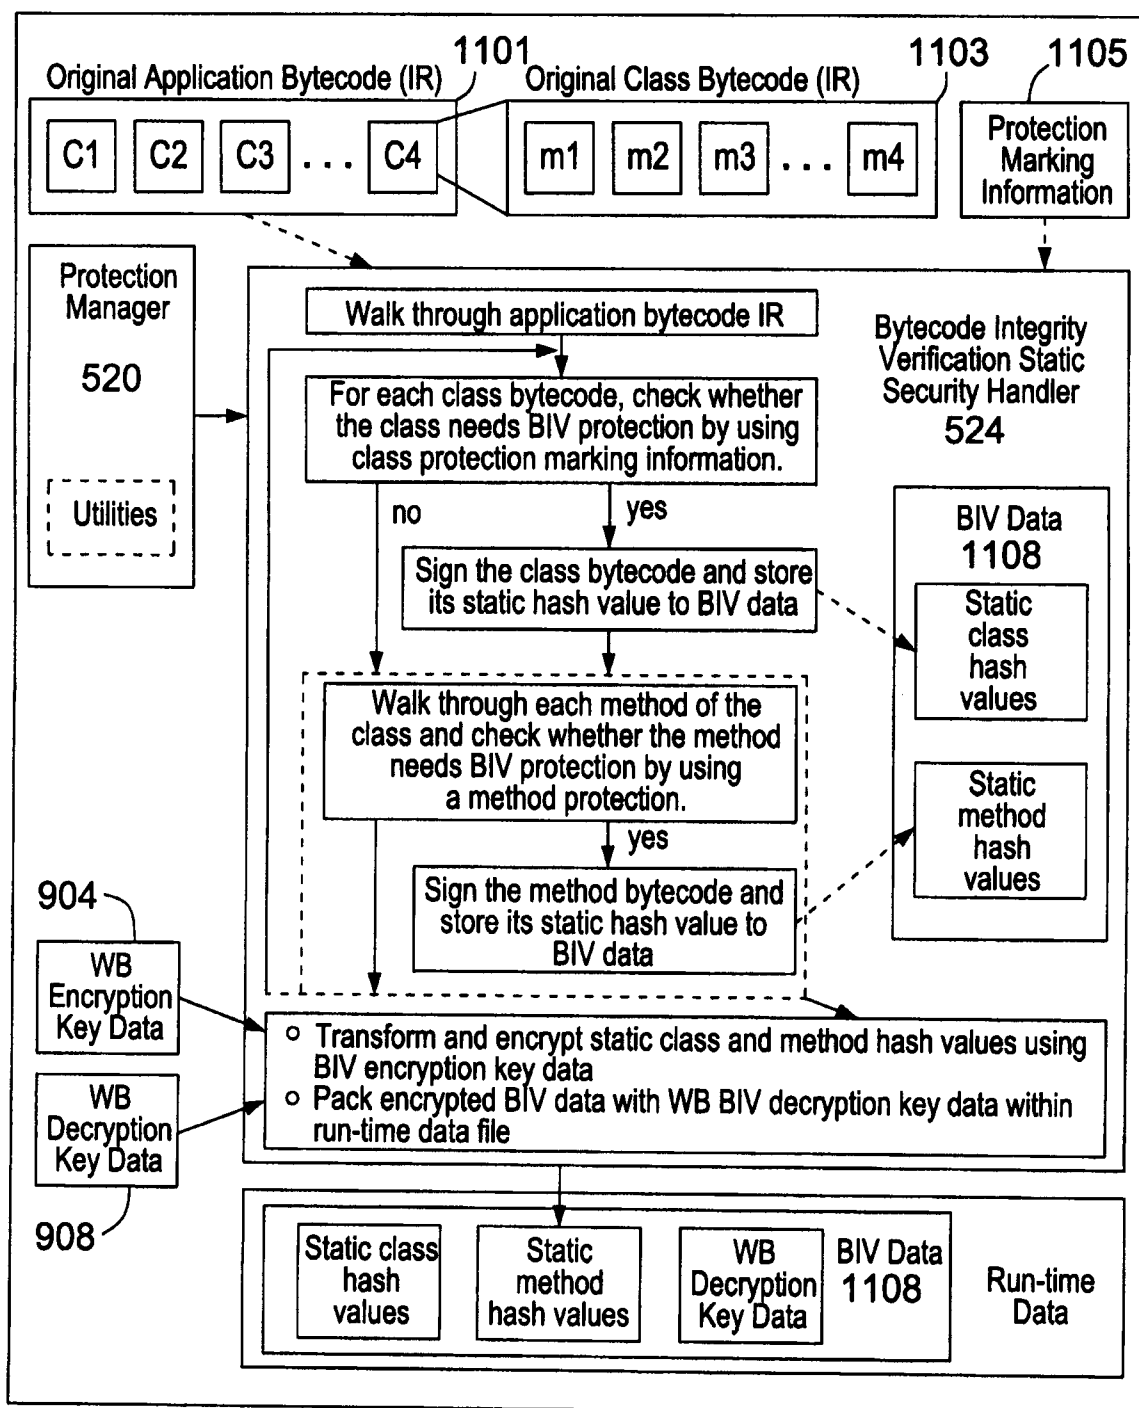 1101
1103
1105
Original Application Bytecode (IR)
Original Class Bytecode (IR)
C1
C2
C3
. . .
C4
m1
m2
m3
. . .
m4
Protection
Marking
Information
Protection
Manager
520
Utilities
Walk through application bytecode IR
Bytecode Integrity
Verification Static
Security Handler
524
For each class bytecode, check whether
the class needs BIV protection by using
class protection marking information.
no
yes
Sign the class bytecode and store
its static hash value to BIV data
BIV Data
1108
Static
class
hash
values
Walk through each method of the
class and check whether the method
needs BIV protection by using
a method protection.
yes
Static
method
hash
values
Sign the method bytecode and
store its static hash value to
BIV data
904
WB
Encryption
Key Data
WB
Decryption
Key Data
908
Transform and encrypt static class and method hash values using
BIV encryption key data
Pack encrypted BIV data with WB BIV decryption key data within
run-time data file
Static class
hash
values
Static
method
hash values
WB
Decryption
Key Data
BIV Data
1108
Run-time
Data